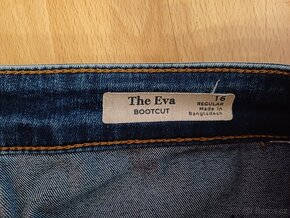 The Eva
BOOTCUT
16
REGULAR
Made in
Bangladesh